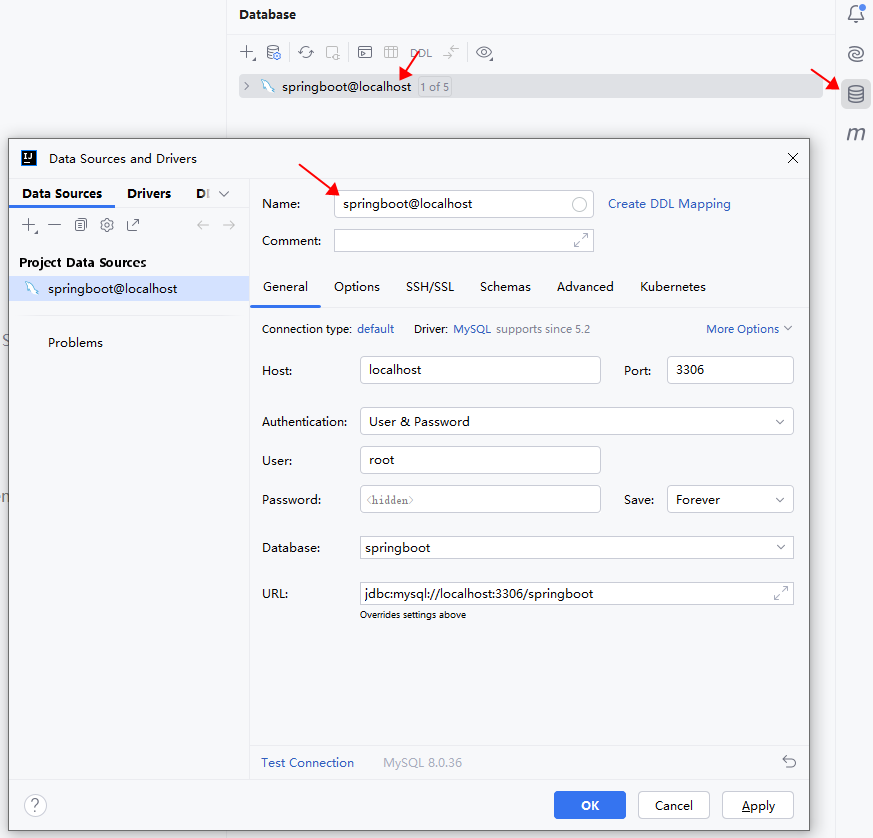 Database
DDL
springboot@localhost 1 of 5
m
Data Sources and Drivers
Data Sources Drivers
Name: springboot@localhost Create DDL Mapping
Comment:
Project Data Sources
springboot@localhost
Problems
General Options SSH/SSL Schemas Advanced Kubernetes
Connection type: default Driver: MySQL supports since 5.2 More Options
Host: localhost Port: 3306
Authentication: User & Password
User: root
Password: <hidden> Save: Forever
Database: springboot
URL: jdbc:mysql://localhost:3306/springboot
Overrides settings above
Test Connection MySQL 8.0.36
? OK Cancel Apply